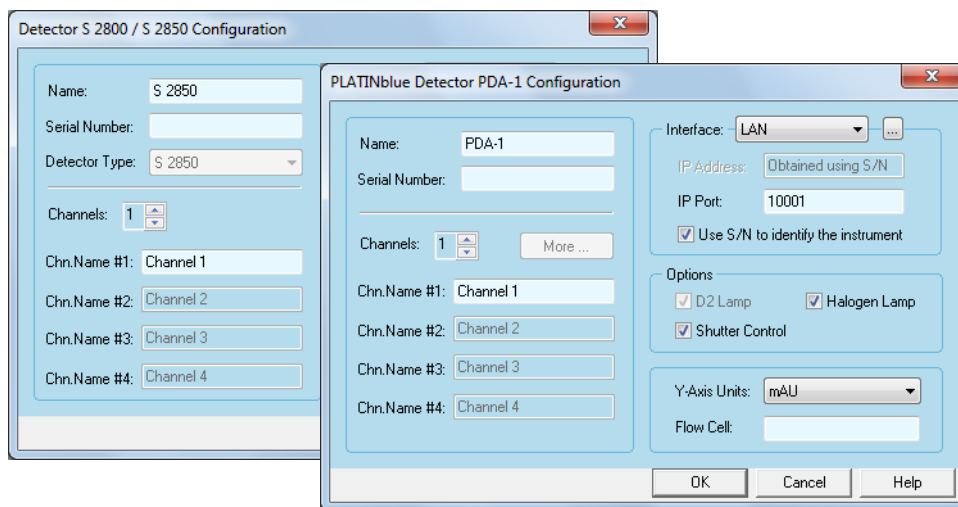 Detector S 2800 / S 2850 Configuration
Name: S 2850
Serial Number:
Detector Type: S 2850
Channels: 1
Chn.Name #1: Channel 1
Chn.Name #2: Channel 2
Chn.Name #3: Channel 3
Chn.Name #4: Channel 4
PLATINblue Detector PDA-1 Configuration
Name: PDA-1
Serial Number:
Channels: 1 More ...
Chn.Name #1: Channel 1
Chn.Name #2: Channel 2
Chn.Name #3: Channel 3
Chn.Name #4: Channel 4
Interface: LAN ...
IP Address: Obtained using S/N
IP Port: 10001
Use S/N to identify the instrument
Options
D2 Lamp Halogen Lamp
Shutter Control
Y-Axis Units: mAU
Flow Cell:
OK Cancel Help